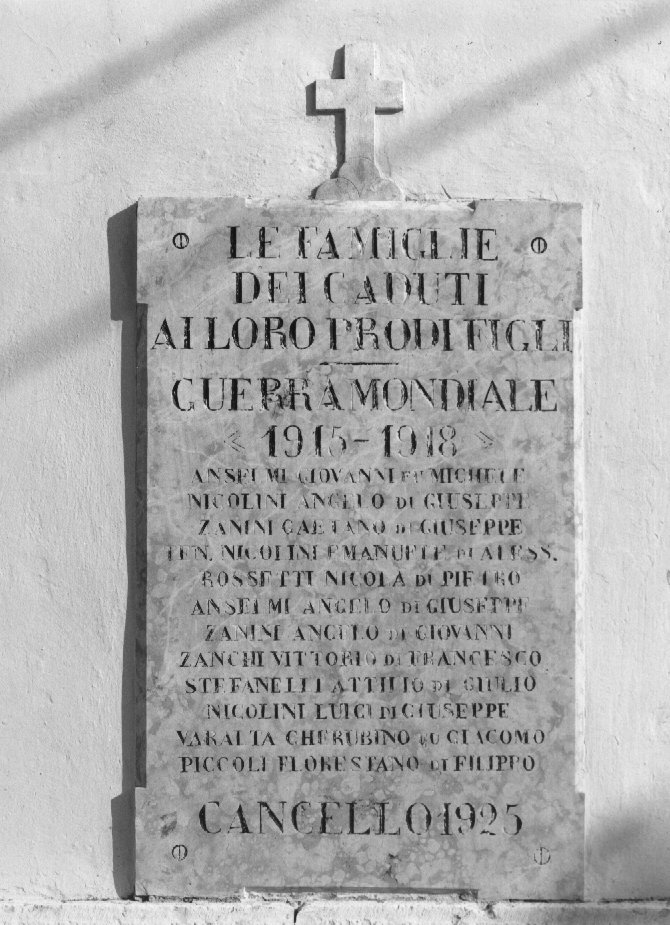 LE FAMIGLIE
DEI CADUTI
AI LORO PRODI FIGLI
GUERRA MONDIALE
1915-1918
ANSELMI GIOVANNI FU MICHELE
NICOLINI ANGELO DI GIUSEPPE
ZANINI GAETANO DI GIUSEPPE
TEN. NICOLINI EMANUELE DI ALESS.
ROSSETTI NICOLA DI PIETRO
ANSELMI ANGELO DI GIUSEPPE
ZANINI ANGELO DI GIOVANNI
ZANCHI VITTORIO DI FRANCESCO
STEFANELLI ATTILIO DI GIULIO
NICOLINI LUIGI DI GIUSEPPE
VARALTA CHERUBINO FU GIACOMO
PICCOLI FLORESTANO DI FILIPPO
CANCELLO 1925